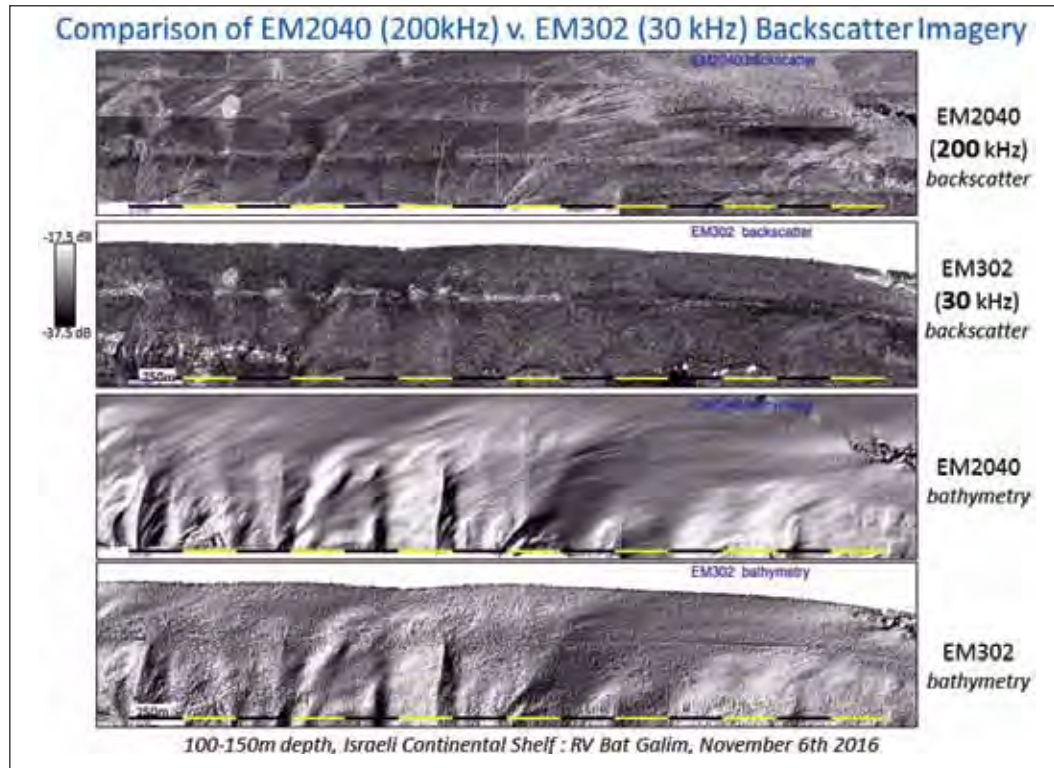 Comparison of EM2040 (200kHz) v. EM302 (30 kHz) Backscatter Imagery
EM2040 backscatter
EM2040
(200 kHz)
backscatter
EM302 backscatter
-17.5 dB
-37.5 dB
250m
EM302
(30 kHz)
backscatter
EM2040
bathymetry
EM302 bathymetry
250m
EM302
bathymetry
100-150m depth, Israeli Continental Shelf : RV Bat Galim, November 6th 2016